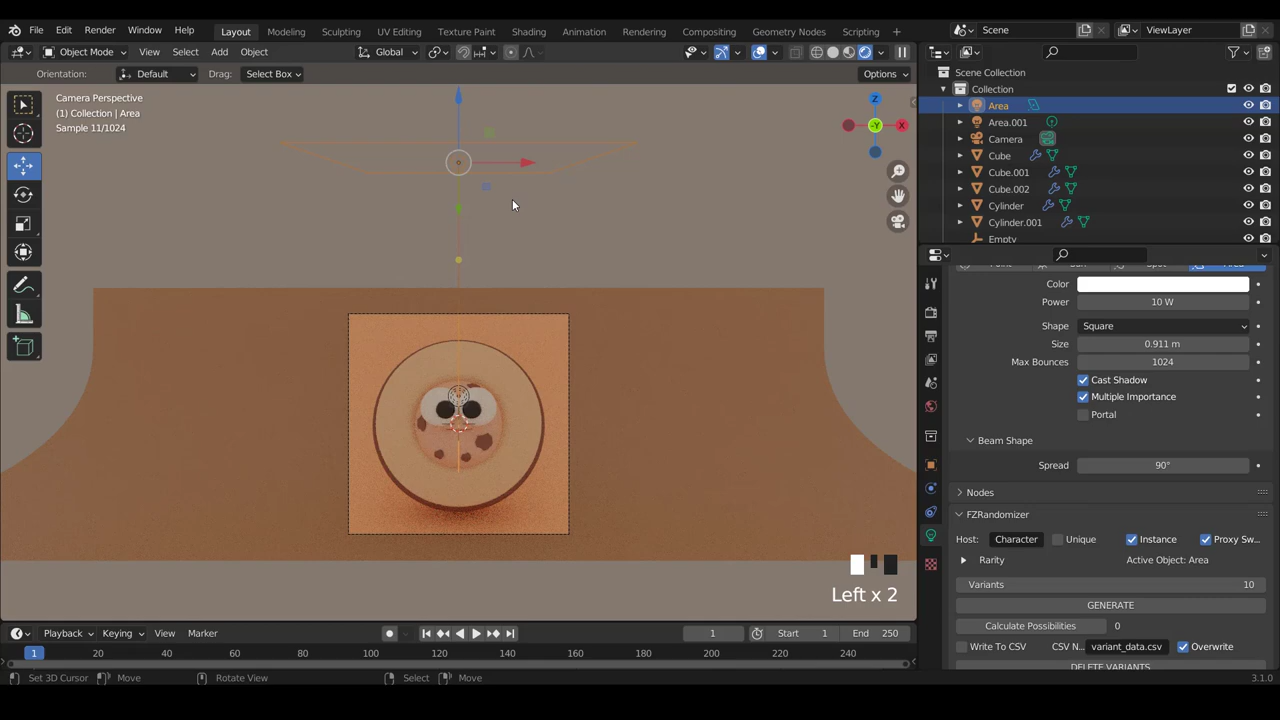 File Edit Render Window Help Layout Modeling Sculpting UV Editing Texture Paint Shading Animation Rendering Compositing Geometry Nodes Scripting Scene ViewLayer
Object Mode View Select Add Object Global
Orientation: Default Drag: Select Box Options
Scene Collection
Collection
Area
Area.001
Camera
Cube
Cube.001
Cube.002
Cylinder
Cylinder.001
Empty
Camera Perspective
(1) Collection | Area
Sample 11/1024
Z
-Y
X
Color
Power 10 W
Shape Square
Size 0.911 m
Max Bounces 1024
Cast Shadow
Multiple Importance
Portal
Beam Shape
Spread 90°
Nodes
FZRandomizer
Host: Character Unique Instance Proxy Sw...
Rarity Active Object: Area
Variants 10
GENERATE
Calculate Possibilities 0
Write To CSV CSV N... variant_data.csv Overwrite
DELETE VARIANTS
Left x 2
Playback Keying View Marker 1 Start 1 End 250
1 20 40 60 80 100 120 140 160 180 200 220 240
Set 3D Cursor Move Rotate View Select Move 3.1.0